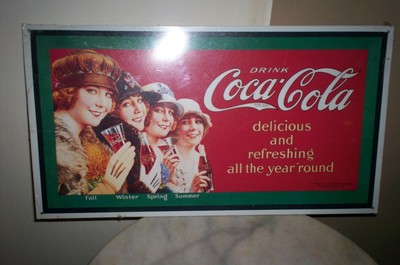 DRINK
Coca-Cola
delicious
and
refreshing
all the year 'round
Fall Winter Spring Summer